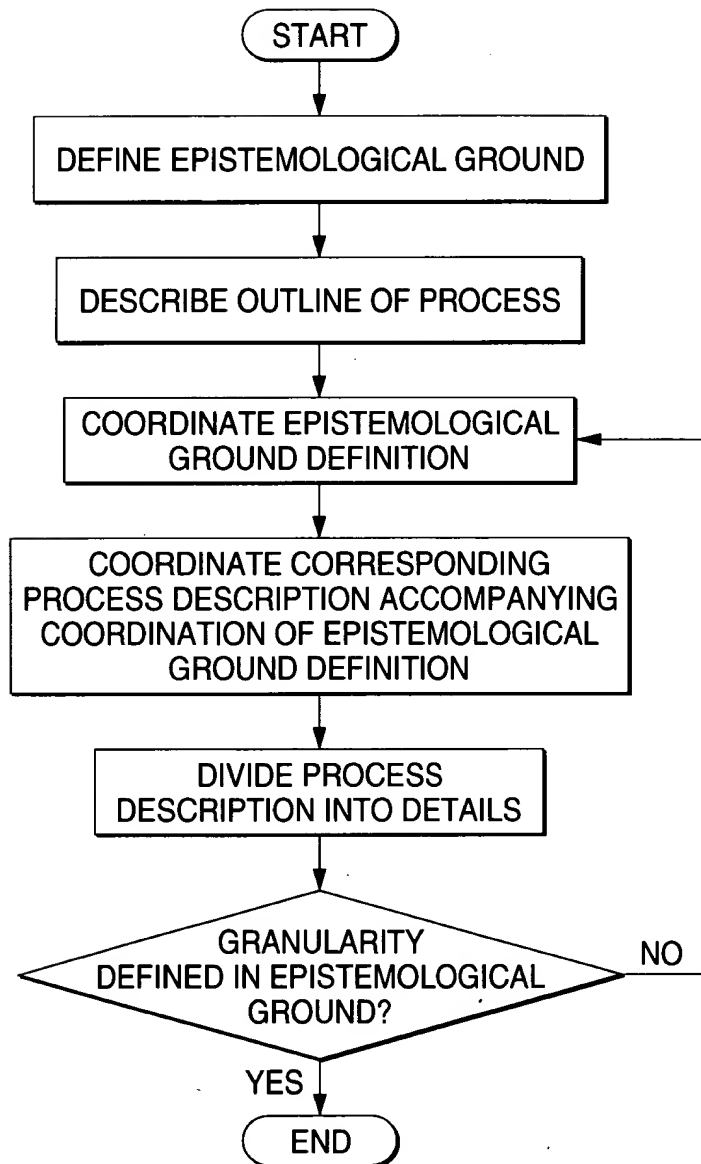 START
DEFINE EPISTEMOLOGICAL GROUND
DESCRIBE OUTLINE OF PROCESS
COORDINATE EPISTEMOLOGICAL
GROUND DEFINITION
COORDINATE CORRESPONDING
PROCESS DESCRIPTION ACCOMPANYING
COORDINATION OF EPISTEMOLOGICAL
GROUND DEFINITION
DIVIDE PROCESS
DESCRIPTION INTO DETAILS
GRANULARITY
DEFINED IN EPISTEMOLOGICAL
GROUND?
NO
YES
END